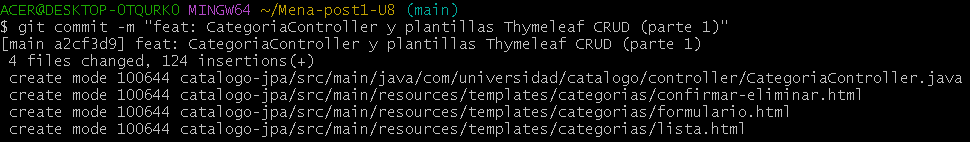 ACER@DESKTOP-OTQURKO MINGW64 ~/Mena-post1-U8 (main)
$ git commit -m "feat: CategoriaController y plantillas Thymeleaf CRUD (parte 1)"
[main a2cf3d9] feat: CategoriaController y plantillas Thymeleaf CRUD (parte 1)
 4 files changed, 124 insertions(+)
 create mode 100644 catalogo-jpa/src/main/java/com/universidad/catalogo/controller/CategoriaController.java
 create mode 100644 catalogo-jpa/src/main/resources/templates/categorias/confirmar-eliminar.html
 create mode 100644 catalogo-jpa/src/main/resources/templates/categorias/formulario.html
 create mode 100644 catalogo-jpa/src/main/resources/templates/categorias/lista.html